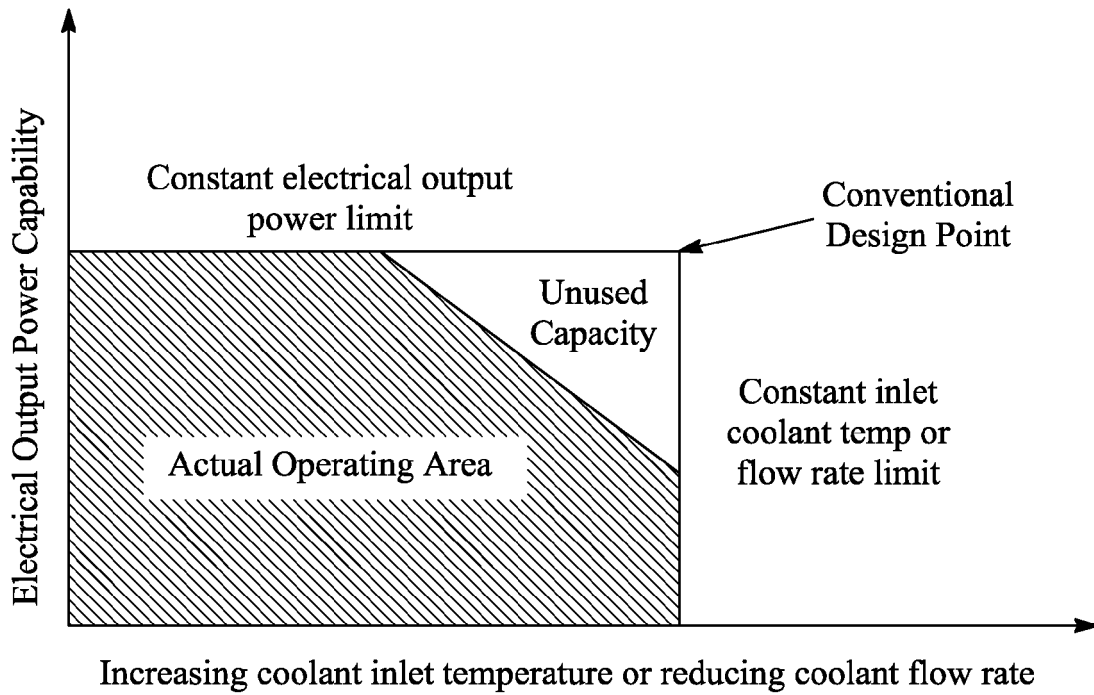 Electrical Output Power Capability
Constant electrical output
power limit
Conventional
Design Point
Unused
Capacity
Constant inlet
coolant temp or
flow rate limit
Actual Operating Area
Increasing coolant inlet temperature or reducing coolant flow rate